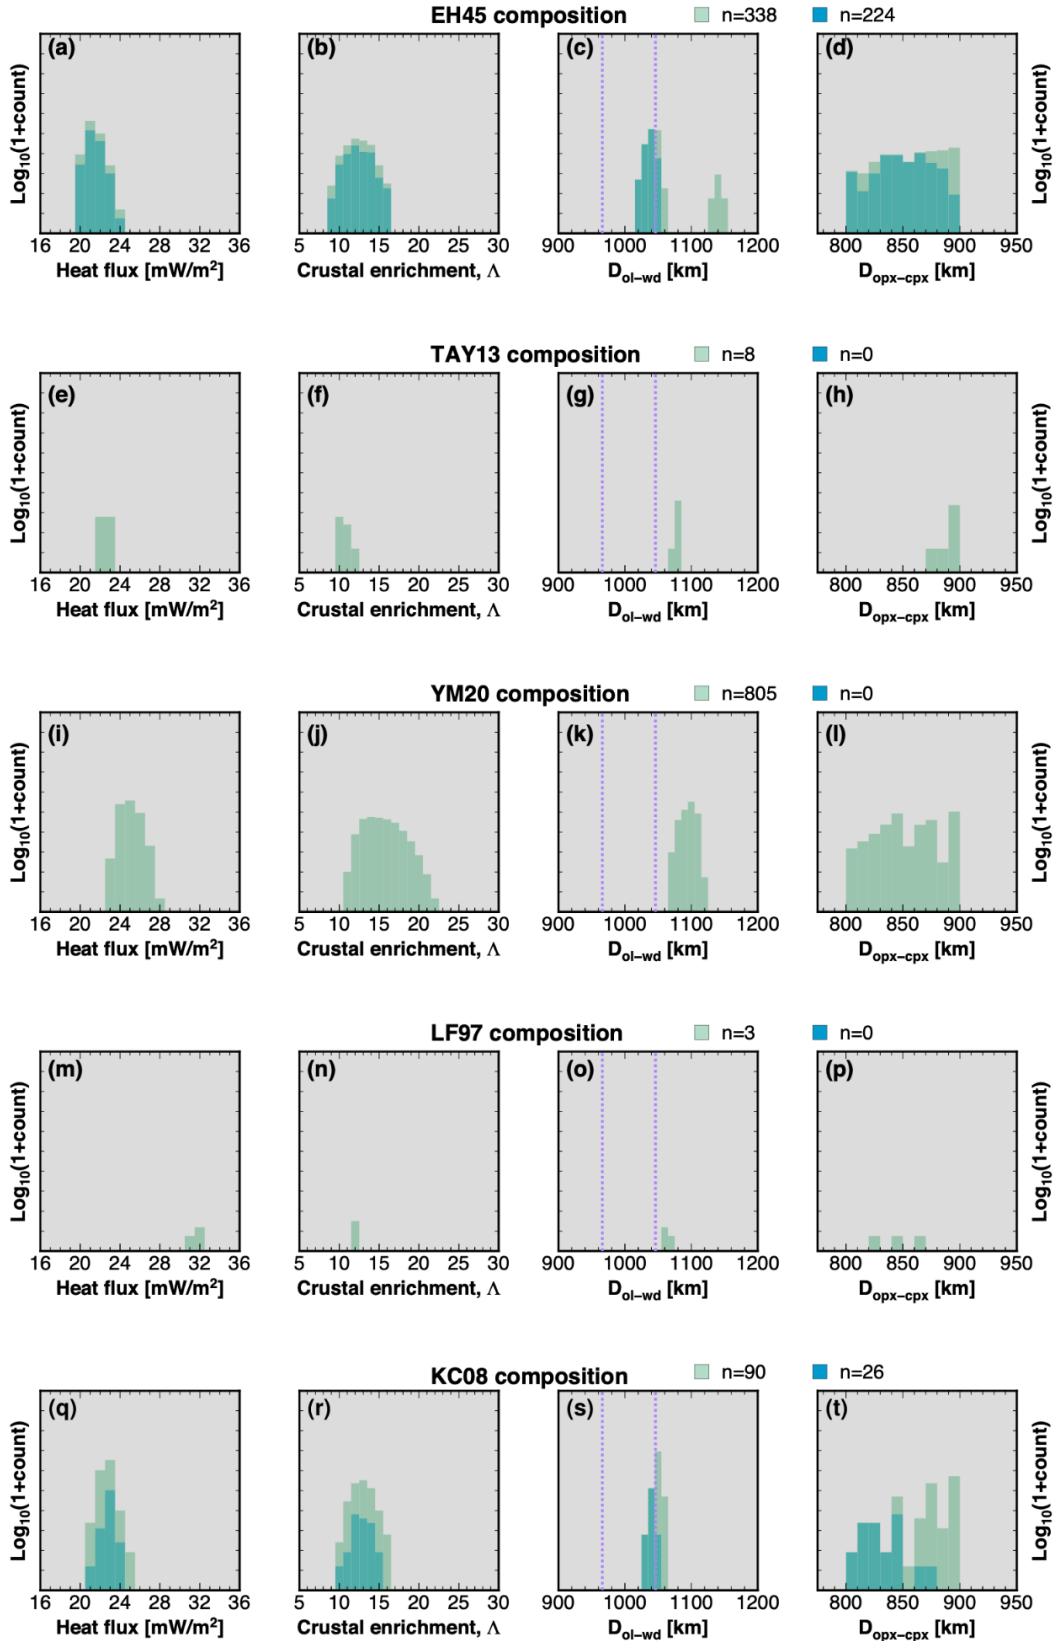 EH45 composition n=338 n=224
(a) (b) (c) (d)
Log10(1+count) Log10(1+count)
16 20 24 28 32 36 5 10 15 20 25 30 900 1000 1100 1200 800 850 900 950
Heat flux [mW/m²] Crustal enrichment, Λ Dol–wd [km] Dopx–cpx [km]
TAY13 composition n=8 n=0
(e) (f) (g) (h)
Log10(1+count) Log10(1+count)
16 20 24 28 32 36 5 10 15 20 25 30 900 1000 1100 1200 800 850 900 950
Heat flux [mW/m²] Crustal enrichment, Λ Dol–wd [km] Dopx–cpx [km]
YM20 composition n=805 n=0
(i) (j) (k) (l)
Log10(1+count) Log10(1+count)
16 20 24 28 32 36 5 10 15 20 25 30 900 1000 1100 1200 800 850 900 950
Heat flux [mW/m²] Crustal enrichment, Λ Dol–wd [km] Dopx–cpx [km]
LF97 composition n=3 n=0
(m) (n) (o) (p)
Log10(1+count) Log10(1+count)
16 20 24 28 32 36 5 10 15 20 25 30 900 1000 1100 1200 800 850 900 950
Heat flux [mW/m²] Crustal enrichment, Λ Dol–wd [km] Dopx–cpx [km]
KC08 composition n=90 n=26
(q) (r) (s) (t)
Log10(1+count) Log10(1+count)
16 20 24 28 32 36 5 10 15 20 25 30 900 1000 1100 1200 800 850 900 950
Heat flux [mW/m²] Crustal enrichment, Λ Dol–wd [km] Dopx–cpx [km]